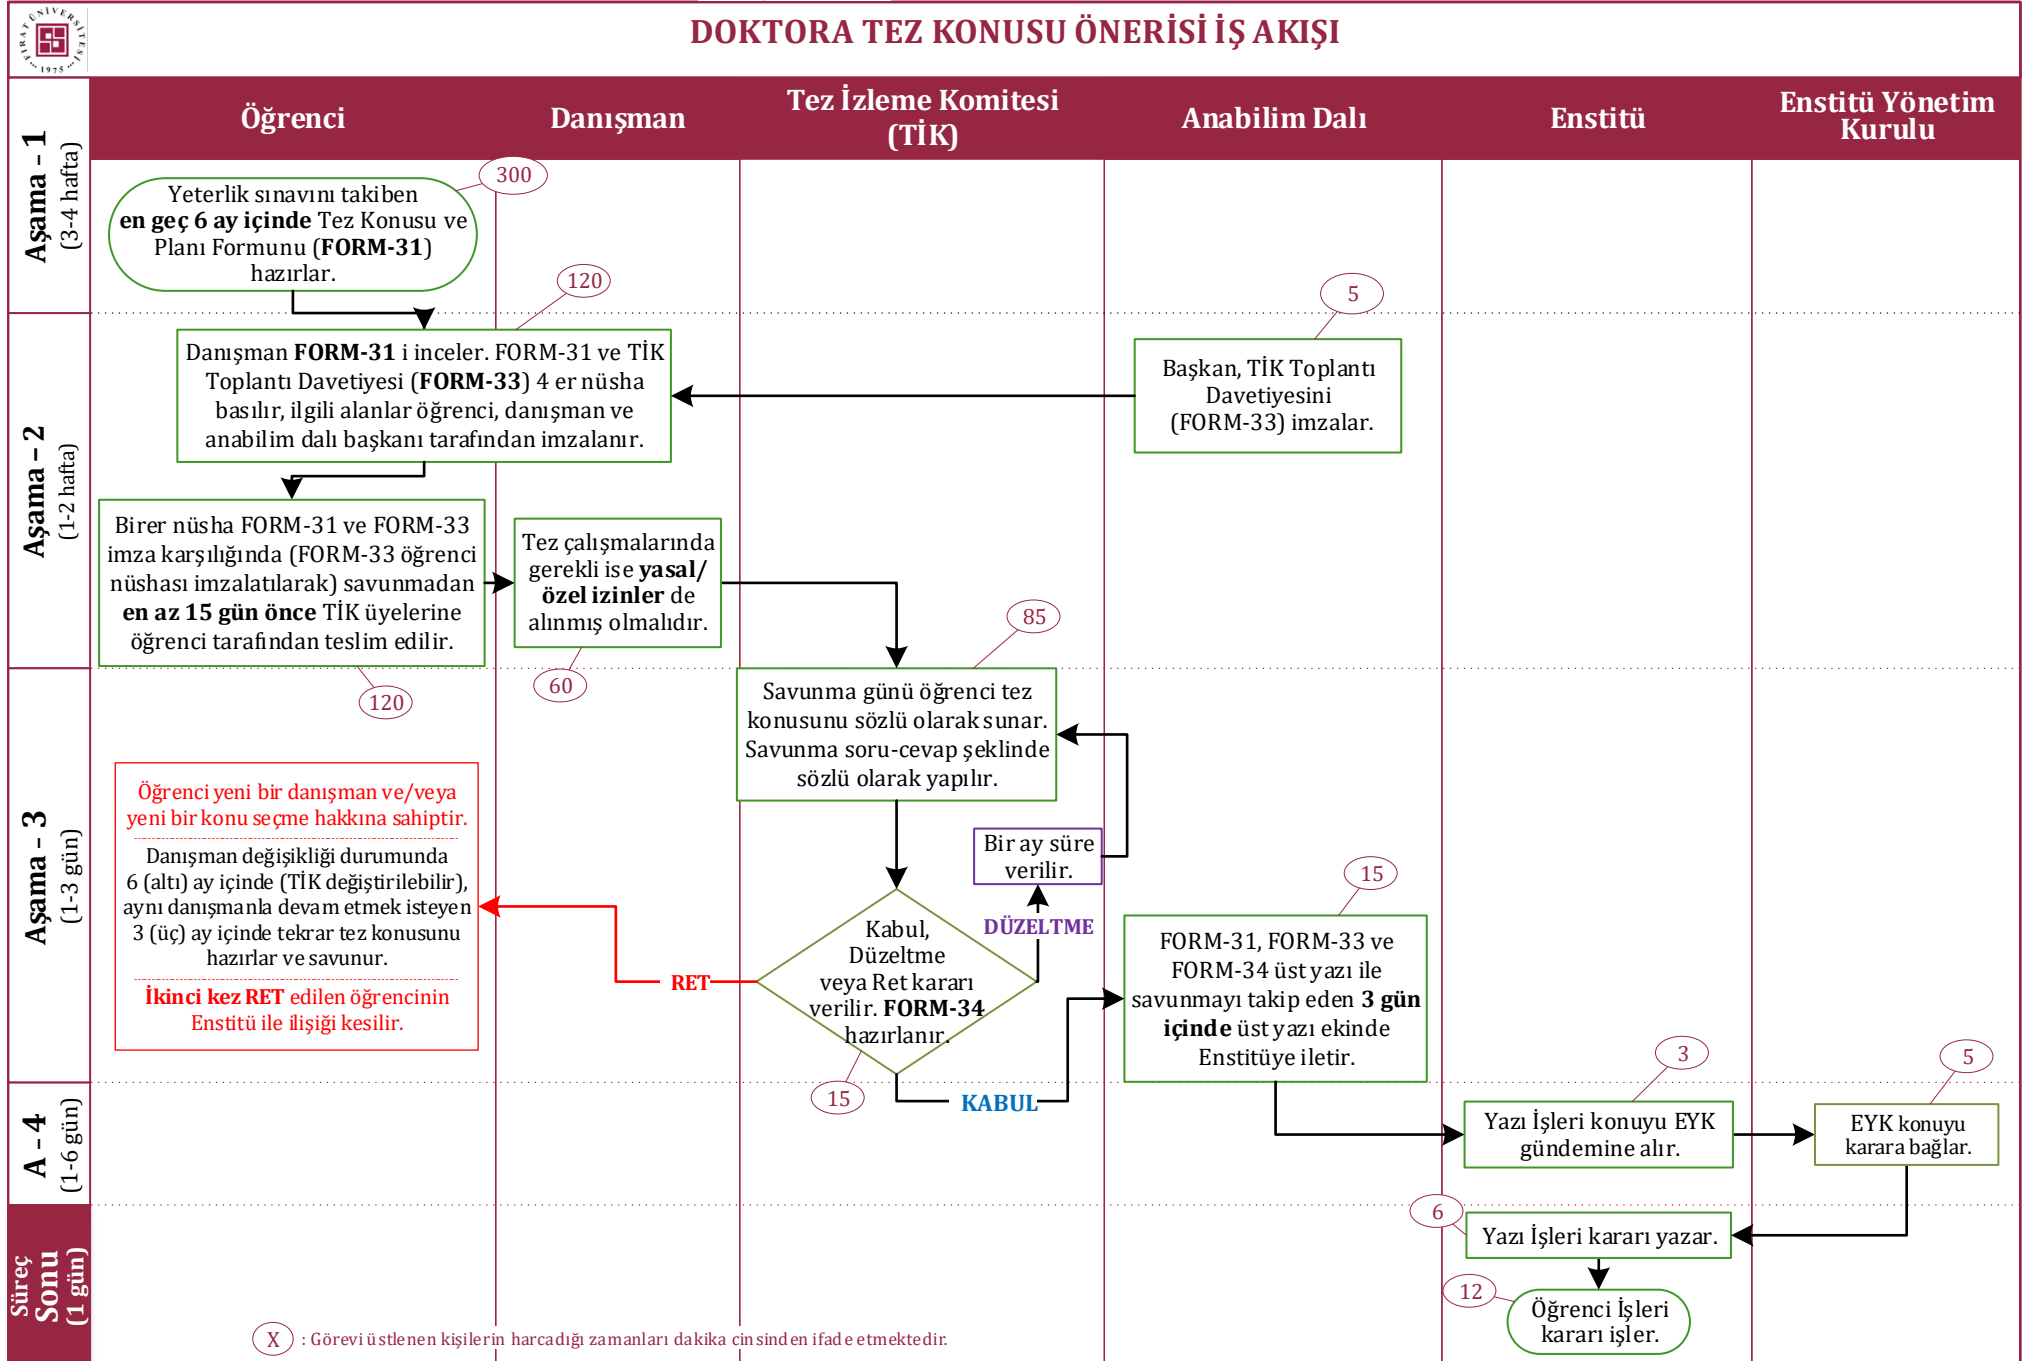 FIRAT ÜNİVERSİTESİ
1975
DOKTORA TEZ KONUSU ÖNERİSİ İŞ AKIŞI
Öğrenci
Danışman
Tez İzleme Komitesi
(TİK)
Anabilim Dalı
Enstitü
Enstitü Yönetim
Kurulu
Aşama – 1
(3-4 hafta)
300
Yeterlik sınavını takiben
en geç 6 ay içinde Tez Konusu ve
Planı Formunu (FORM-31)
hazırlar.
Aşama – 2
(1-2 hafta)
120
Danışman FORM-31 i inceler. FORM-31 ve TİK
Toplantı Davetiyesi (FORM-33) 4 er nüsha
basılır, ilgili alanlar öğrenci, danışman ve
anabilim dalı başkanı tarafından imzalanır.
5
Başkan, TİK Toplantı
Davetiyesini
(FORM-33) imzalar.
Birer nüsha FORM-31 ve FORM-33
imza karşılığında (FORM-33 öğrenci
nüshası imzalatılarak) savunmadan
en az 15 gün önce TİK üyelerine
öğrenci tarafından teslim edilir.
120
Tez çalışmalarında
gerekli ise yasal/
özel izinler de
alınmış olmalıdır.
60
Aşama – 3
(1-3 gün)
85
Savunma günü öğrenci tez
konusunu sözlü olarak sunar.
Savunma soru-cevap şeklinde
sözlü olarak yapılır.
Bir ay süre
verilir.
DÜZELTME
Kabul,
Düzeltme
veya Ret kararı
verilir. FORM-34
hazırlanır.
15
RET
KABUL
Öğrenci yeni bir danışman ve/veya
yeni bir konu seçme hakkına sahiptir.
Danışman değişikliği durumunda
6 (altı) ay içinde (TİK değiştirilebilir),
aynı danışmanla devam etmek isteyen
3 (üç) ay içinde tekrar tez konusunu
hazırlar ve savunur.
İkinci kez RET edilen öğrencinin
Enstitü ile ilişiği kesilir.
15
FORM-31, FORM-33 ve
FORM-34 üst yazı ile
savunmayı takip eden 3 gün
içinde üst yazı ekinde
Enstitüye iletir.
A – 4
(1-6 gün)
3
Yazı İşleri konuyu EYK
gündemine alır.
5
EYK konuyu
karara bağlar.
Süreç
Sonu
(1 gün)
6
Yazı İşleri kararı yazar.
12
Öğrenci İşleri
kararı işler.
X : Görevi üstlenen kişilerin harcadığı zamanları dakika cinsinden ifade etmektedir.